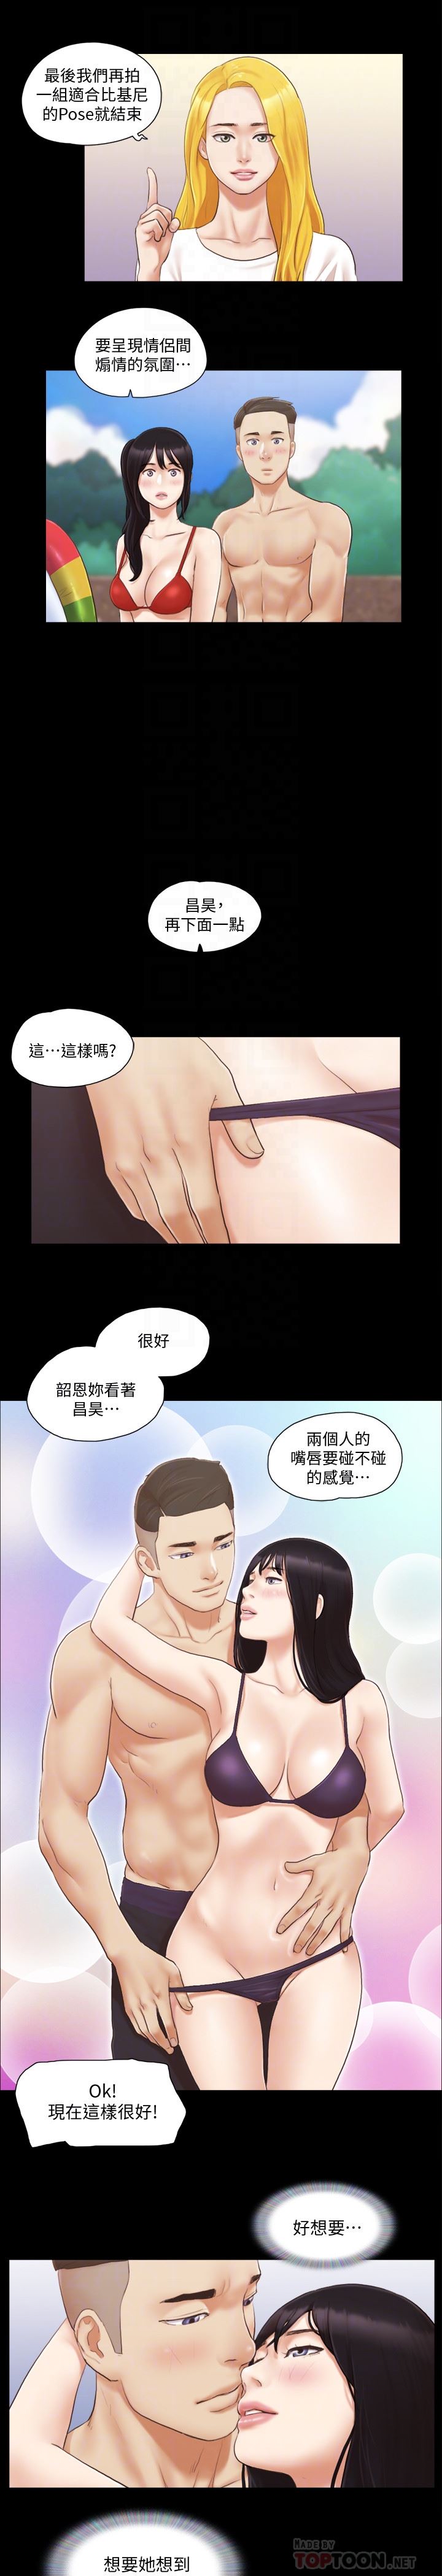 最後我們再拍
一組適合比基尼
的Pose就結束
要呈現情侶間
煽情的氛圍⋯
昌昊，
再下面一點
這⋯這樣嗎?
很好
韶恩妳看著
昌昊⋯
兩個人的
嘴唇要碰不碰
的感覺⋯
Ok!
現在這樣很好!
好想要⋯
MADE BY
TOPTOON.NET
想要她想到